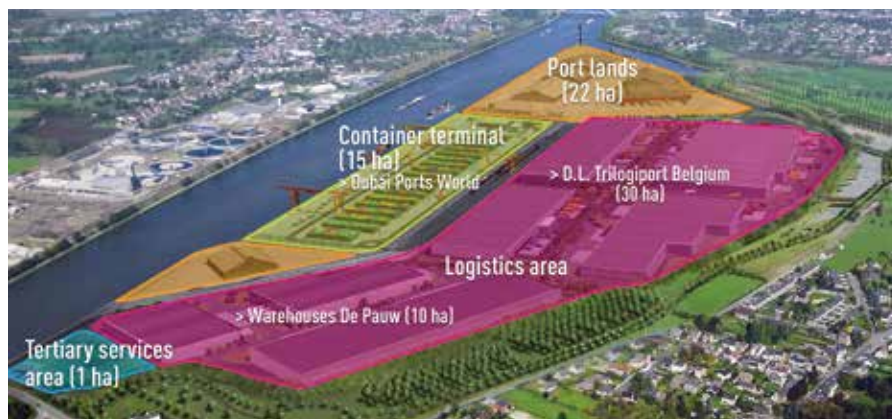 Port lands
(22 ha)
Container terminal
(15 ha)
> Dubai Ports World
> D.L. Trilogiport Belgium
(30 ha)
Logistics area
> Warehouses De Pauw (10 ha)
Tertiary services
area (1 ha)